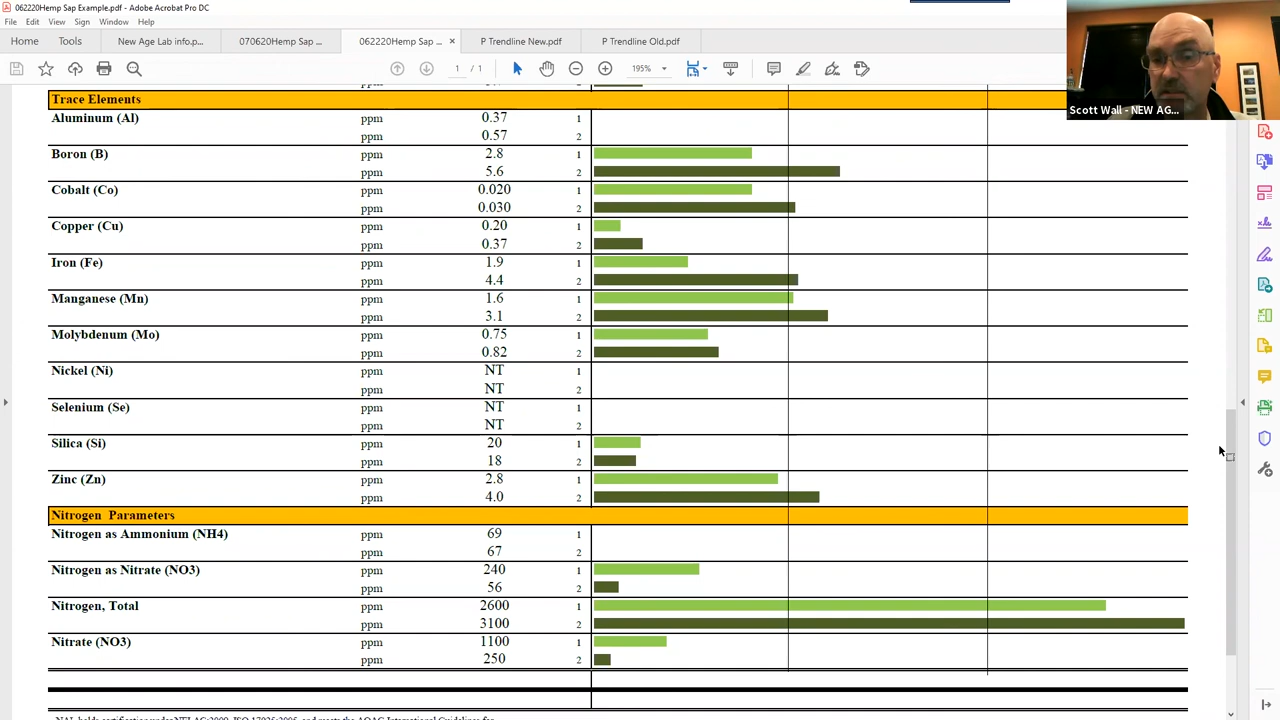 062220Hemp Sap Example.pdf - Adobe Acrobat Pro DC
File Edit View Sign Window Help
Home Tools New Age Lab info.p... 070620Hemp Sap ... 062220Hemp Sap ... × P Trendline New.pdf P Trendline Old.pdf
1 / 1 195%
Scott Wall - NEW AG...
ppm 2
Trace Elements
Aluminum (Al) ppm 0.37 1
ppm 0.57 2
Boron (B) ppm 2.8 1
ppm 5.6 2
Cobalt (Co) ppm 0.020 1
ppm 0.030 2
Copper (Cu) ppm 0.20 1
ppm 0.37 2
Iron (Fe) ppm 1.9 1
ppm 4.4 2
Manganese (Mn) ppm 1.6 1
ppm 3.1 2
Molybdenum (Mo) ppm 0.75 1
ppm 0.82 2
Nickel (Ni) ppm NT 1
ppm NT 2
Selenium (Se) ppm NT 1
ppm NT 2
Silica (Si) ppm 20 1
ppm 18 2
Zinc (Zn) ppm 2.8 1
ppm 4.0 2
Nitrogen Parameters
Nitrogen as Ammonium (NH4) ppm 69 1
ppm 67 2
Nitrogen as Nitrate (NO3) ppm 240 1
ppm 56 2
Nitrogen, Total ppm 2600 1
ppm 3100 2
Nitrate (NO3) ppm 1100 1
ppm 250 2